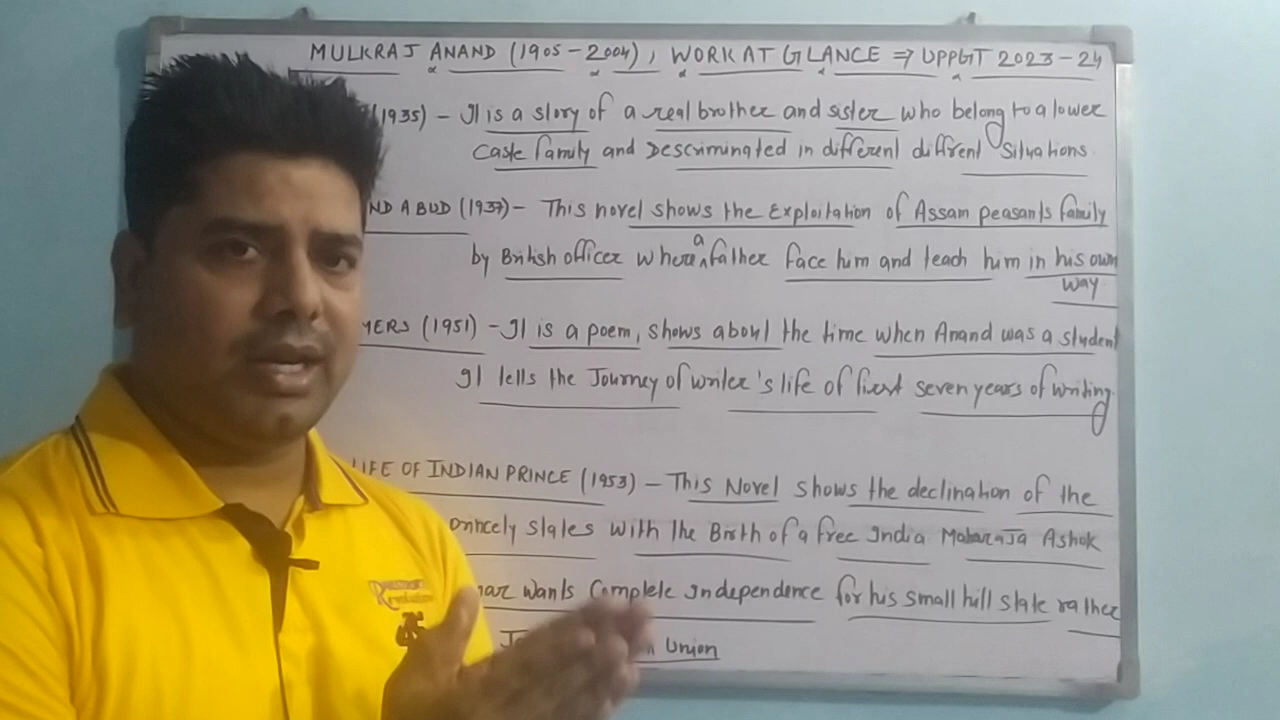 MULKRAJ ANAND (1905-2004), WORK AT GLANCE ⇒ UPPGT 2023-24
(1935) - It is a story of a real brother and sister who belong to a lower
Caste family and Descriminated in different diffrent Situations
ND A BUD (1937) - This novel shows the Exploitation of Assam peasants family
by British officer where a father face him and teach him in his own
way
MERS (1951) - It is a poem, shows about the time when Anand was a student
It tells the Journey of writer's life of first seven years of writing.
LIFE OF INDIAN PRINCE (1953) - This Novel shows the declination of the
princely states with the Birth of a free India Maharaja Ashok
mar wants Complete Independence for his small hill state rather
Union